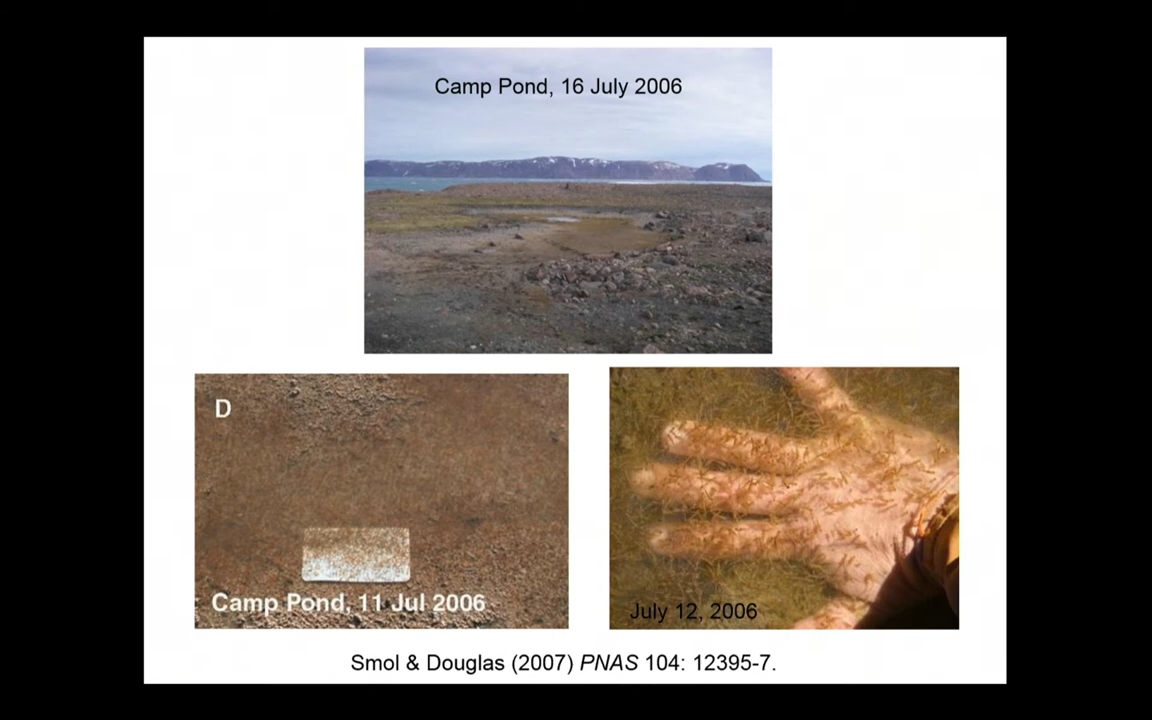 Camp Pond, 16 July 2006
D
Camp Pond, 11 Jul 2006
July 12, 2006
Smol & Douglas (2007) PNAS 104: 12395-7.